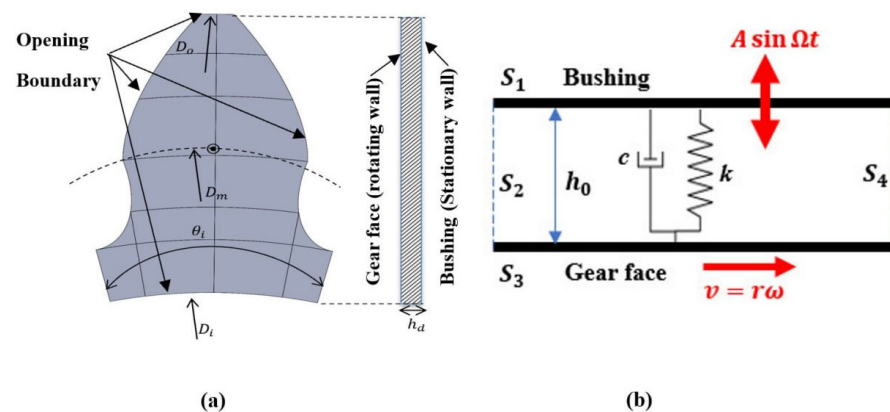 Opening
Boundary
D_o
D_m
θ_i
D_i
Gear face (rotating wall)
Bushing (Stationary wall)
h_d
(a)
A sin Ωt
S_1
Bushing
S_2
h_0
c
k
S_4
S_3
Gear face
v = rω
(b)